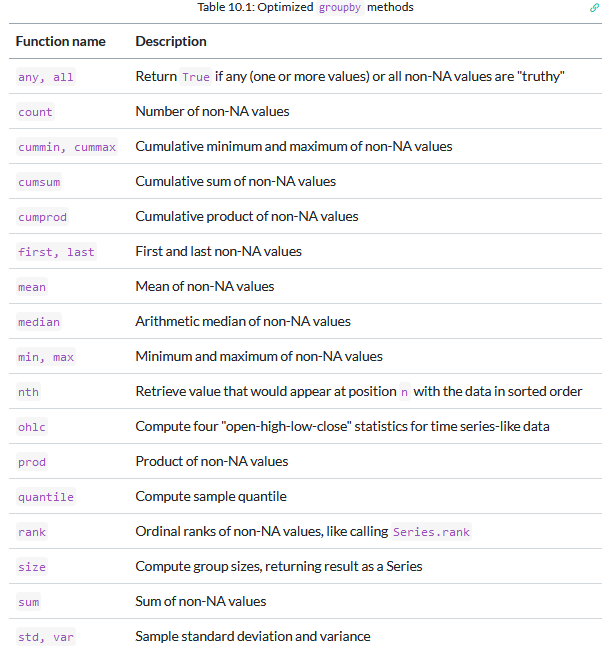 Table 10.1: Optimized groupby methods
Function name Description
any, all Return True if any (one or more values) or all non-NA values are "truthy"
count Number of non-NA values
cummin, cummax Cumulative minimum and maximum of non-NA values
cumsum Cumulative sum of non-NA values
cumprod Cumulative product of non-NA values
first, last First and last non-NA values
mean Mean of non-NA values
median Arithmetic median of non-NA values
min, max Minimum and maximum of non-NA values
nth Retrieve value that would appear at position n with the data in sorted order
ohlc Compute four "open-high-low-close" statistics for time series-like data
prod Product of non-NA values
quantile Compute sample quantile
rank Ordinal ranks of non-NA values, like calling Series.rank
size Compute group sizes, returning result as a Series
sum Sum of non-NA values
std, var Sample standard deviation and variance